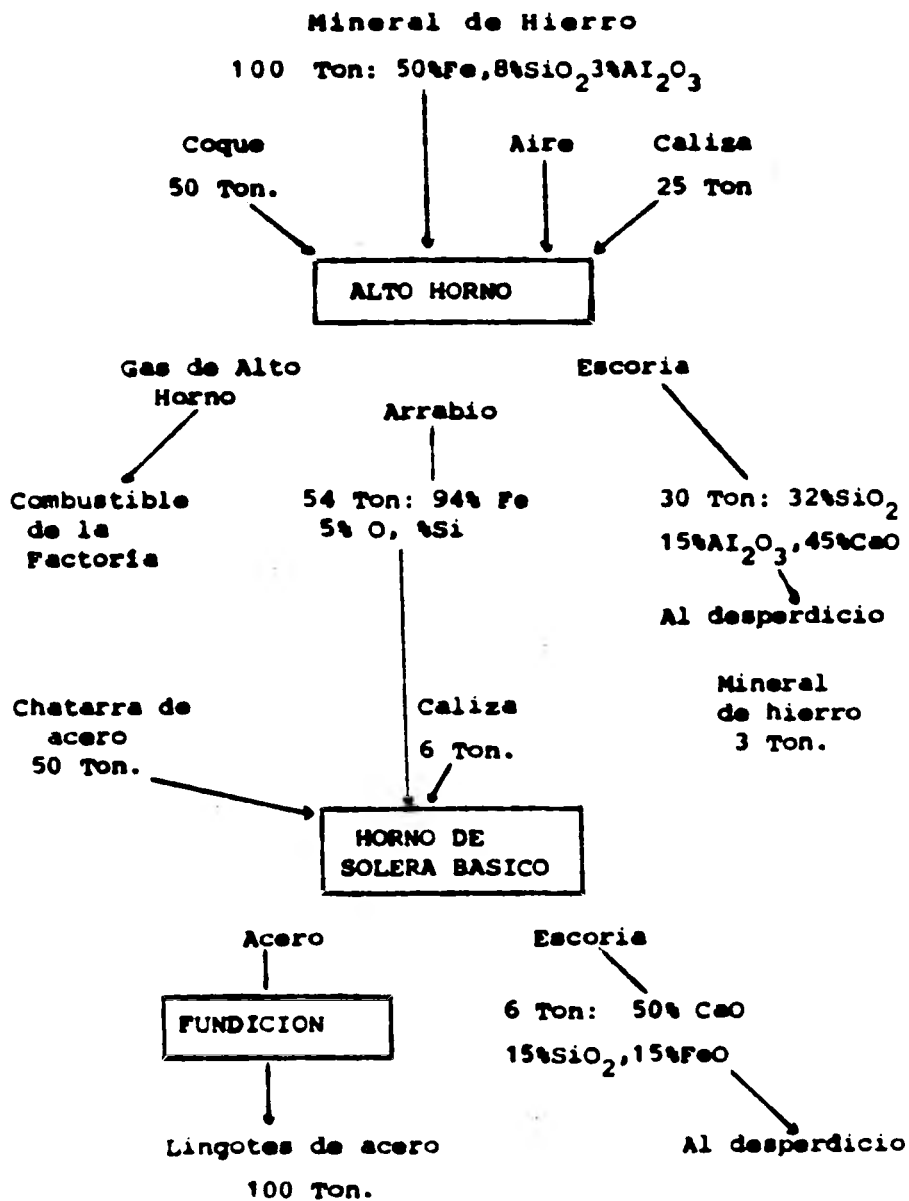 Mineral de Hierro
100 Ton: 50%Fe,8%SiO2 3%Al2O3
Coque
50 Ton.
Aire
Caliza
25 Ton
ALTO HORNO
Gas de Alto
Horno
Escoria
Arrabio
Combustible
de la
Factoría
54 Ton: 94% Fe
5% O, %Si
30 Ton: 32%SiO2
15%Al2O3,45%CaO
Al desperdicio
Mineral
de hierro
3 Ton.
Chatarra de
acero
50 Ton.
Caliza
6 Ton.
HORNO DE
SOLERA BASICO
Acero
Escoria
FUNDICION
6 Ton: 50% CaO
15%SiO2,15%FeO
Lingotes de acero
100 Ton.
Al desperdicio